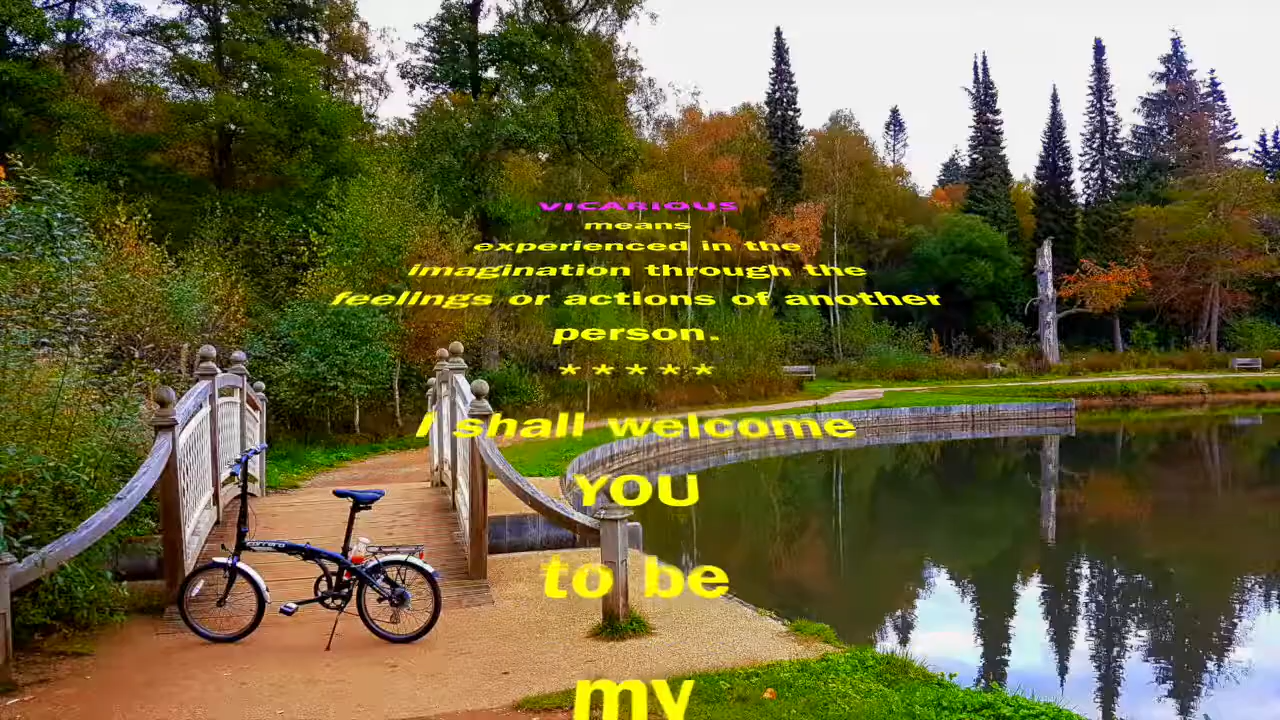 VICARIOUS
means
experienced in the
imagination through the
feelings or actions of another
person.
*****
I shall welcome
YOU
to be
my
carrera